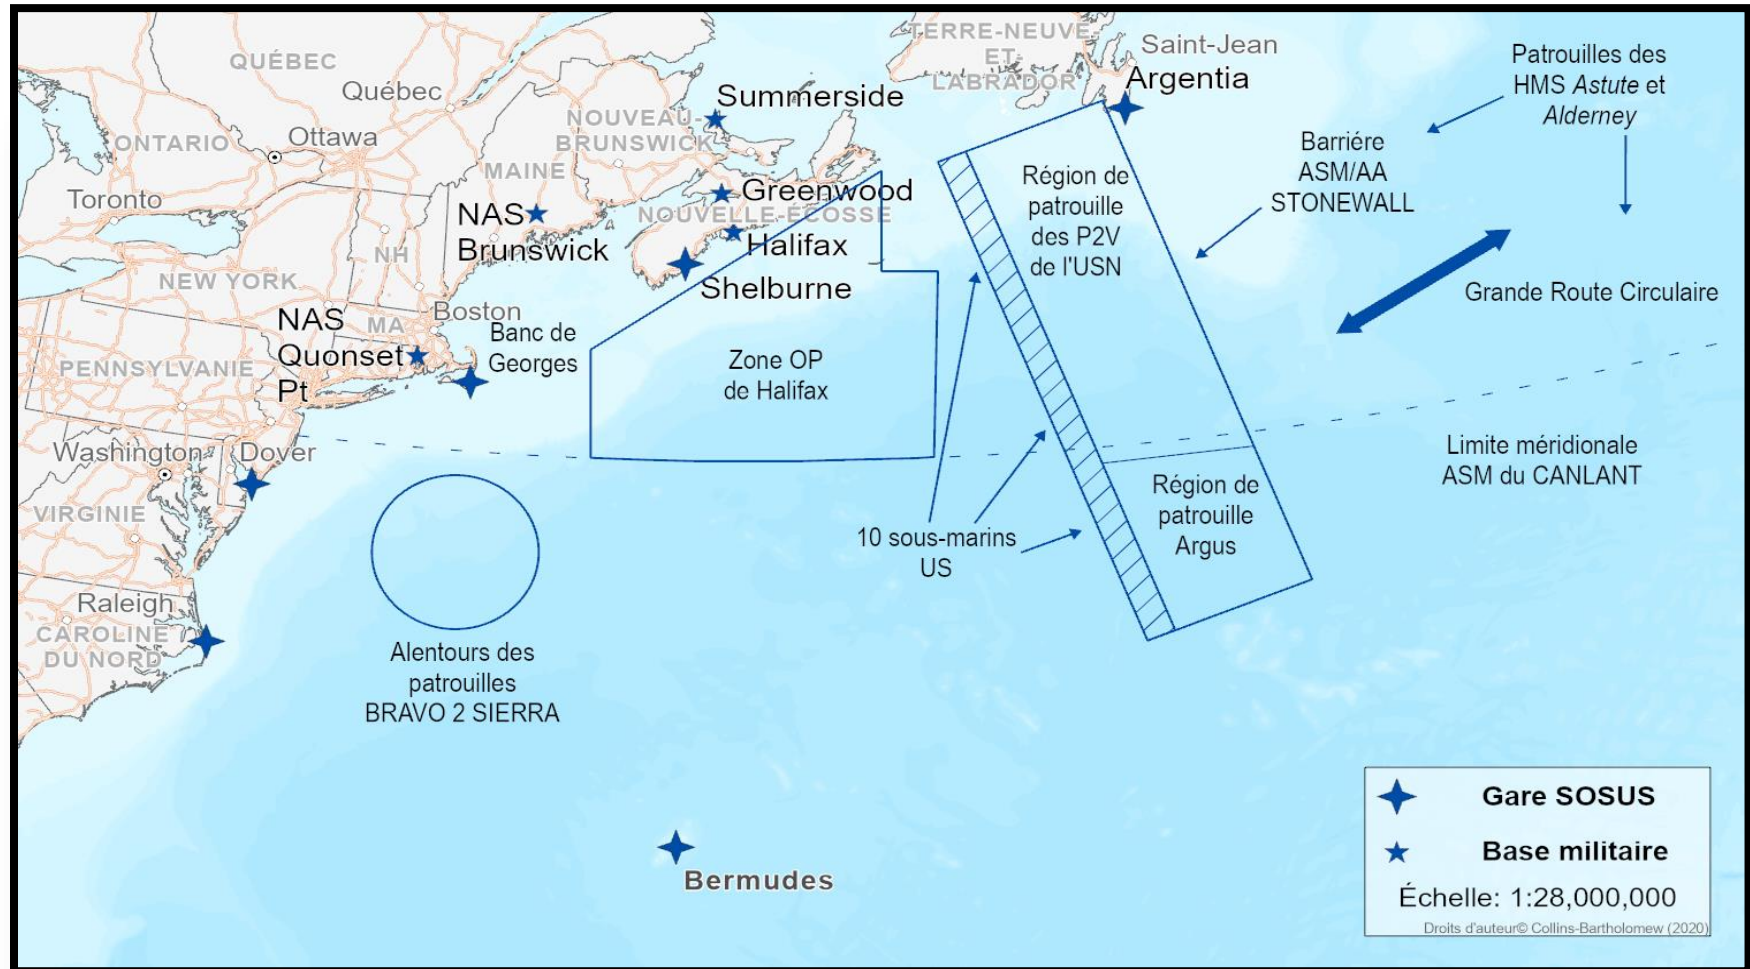 TERRE-NEUVE-
ET-
LABRADOR
Saint-Jean
Argentia
Patrouilles des
HMS Astute et
Alderney
QUÉBEC
Québec
Summerside
NOUVEAU-
BRUNSWICK
ONTARIO
Ottawa
MAINE
Barriére
ASM/AA
STONEWALL
Région de
patrouille
des P2V
de l'USN
Toronto
Greenwood
NOUVELLE-ÉCOSSE
NAS
Brunswick
Halifax
NH
NEW YORK
Shelburne
Grande Route Circulaire
NAS
Quonset
Pt
MA
Boston
Banc de
Georges
PENNSYLVANIE
Zone OP
de Halifax
Washington
Dover
Limite méridionale
ASM du CANLANT
VIRGINIE
Région de
patrouille
Argus
10 sous-marins
US
Raleigh
CAROLINE
DU NORD
Alentours des
patrouilles
BRAVO 2 SIERRA
Bermudes
Gare SOSUS
Base militaire
Échelle: 1:28,000,000
Droits d'auteur© Collins-Bartholomew (2020)